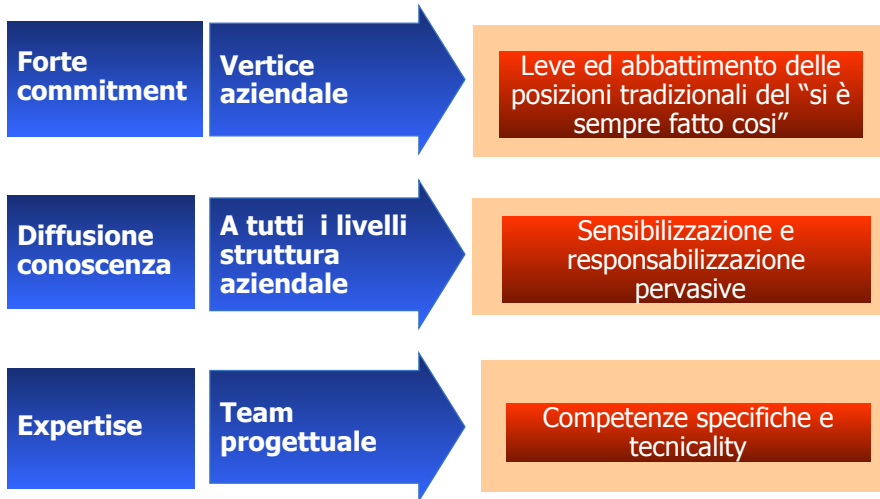 Forte
commitment
Vertice
aziendale
Leve ed abbattimento delle
posizioni tradizionali del “si è
sempre fatto cosi”
Diffusione
conoscenza
A tutti i livelli
struttura
aziendale
Sensibilizzazione e
responsabilizzazione
pervasive
Expertise
Team
progettuale
Competenze specifiche e
tecnicality